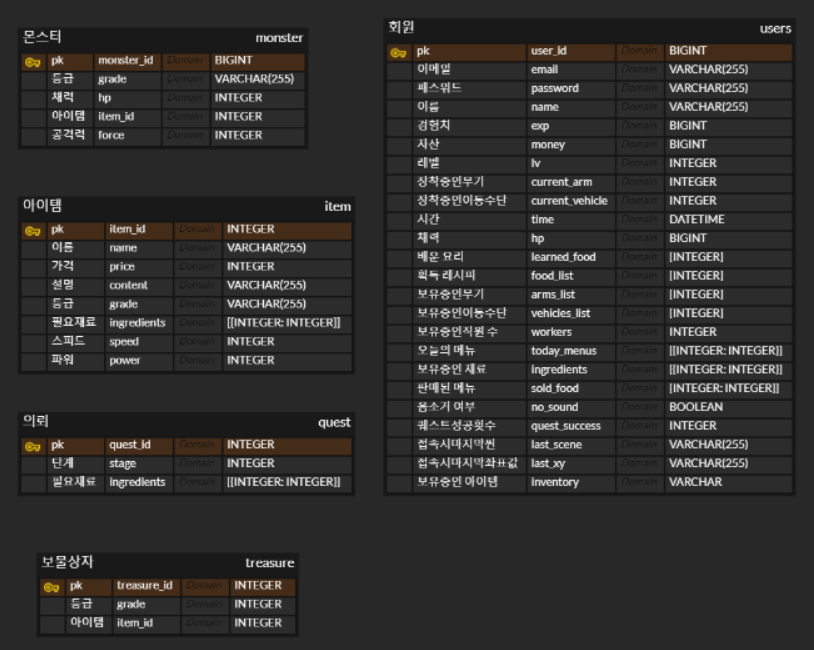 몬스터 monster
pk monster_id Domain BIGINT
등급 grade Domain VARCHAR(255)
체력 hp Domain INTEGER
아이템 item_id Domain INTEGER
공격력 force Domain INTEGER
아이템 item
pk item_id Domain INTEGER
이름 name Domain VARCHAR(255)
가격 price Domain INTEGER
설명 content Domain VARCHAR(255)
등급 grade Domain VARCHAR(255)
필요재료 ingredients Domain [[INTEGER: INTEGER]]
스피드 speed Domain INTEGER
파워 power Domain INTEGER
의뢰 quest
pk quest_id Domain INTEGER
단계 stage Domain INTEGER
필요재료 ingredients Domain [[INTEGER: INTEGER]]
보물상자 treasure
pk treasure_id Domain INTEGER
등급 grade Domain INTEGER
아이템 item_id Domain INTEGER
회원 users
pk user_id Domain BIGINT
이메일 email Domain VARCHAR(255)
패스워드 password Domain VARCHAR(255)
이름 name Domain VARCHAR(255)
경험치 exp Domain BIGINT
자산 money Domain BIGINT
레벨 lv Domain INTEGER
장착중인무기 current_arm Domain INTEGER
장착중인이동수단 current_vehicle Domain INTEGER
시간 time Domain DATETIME
체력 hp Domain BIGINT
배운 요리 learned_food Domain [INTEGER]
획득 레시피 food_list Domain [INTEGER]
보유중인무기 arms_list Domain [INTEGER]
보유중인이동수단 vehicles_list Domain [INTEGER]
보유중인직원 수 workers Domain INTEGER
오늘의 메뉴 today_menus Domain [[INTEGER: INTEGER]]
보유중인 재료 ingredients Domain [[INTEGER: INTEGER]]
판매된 메뉴 sold_food Domain [INTEGER: INTEGER]]
음소거 여부 no_sound Domain BOOLEAN
퀘스트성공횟수 quest_success Domain INTEGER
접속시마지막씬 last_scene Domain VARCHAR(255)
접속시마지막좌표값 last_xy Domain VARCHAR(255)
보유중인 아이템 inventory Domain VARCHAR